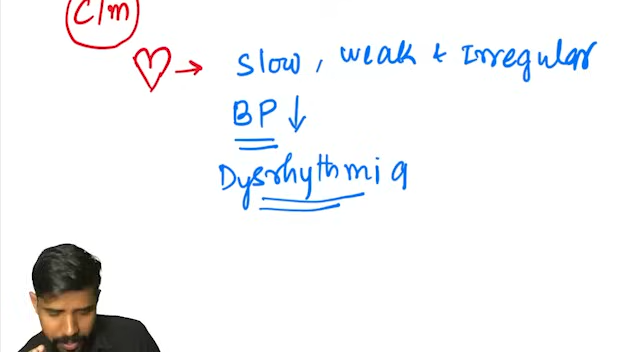 C/m
→ Slow, weak & Irregular
BP ↓
Dysrhythmia